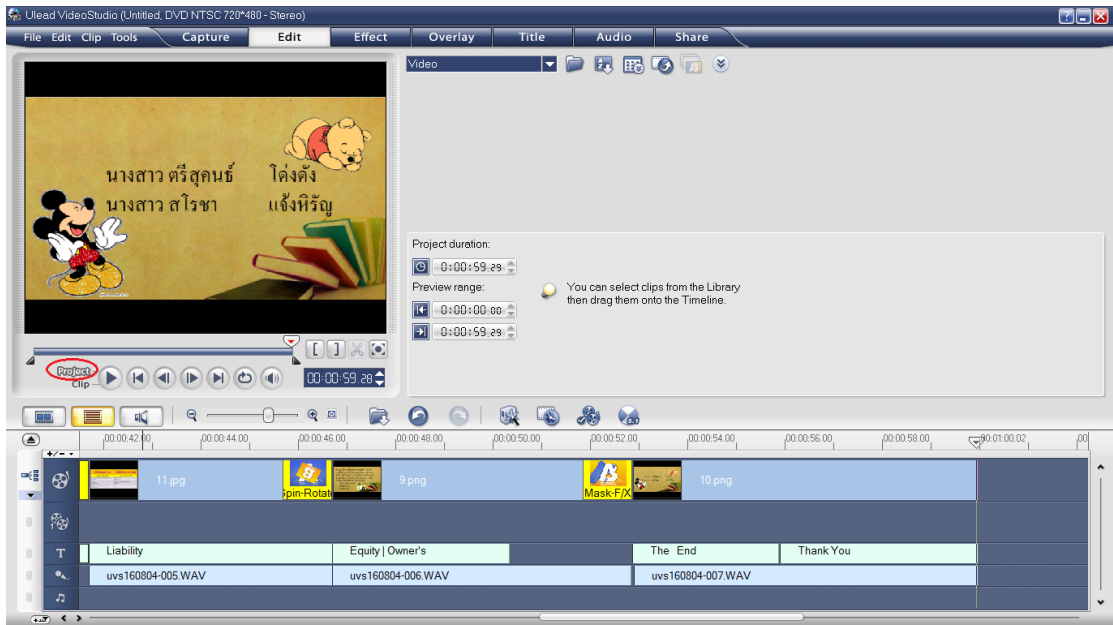 Ulead VideoStudio (Untitled, DVD NTSC 720*480 - Stereo)
File Edit Clip Tools Capture Edit Effect Overlay Title Audio Share
Video
นางสาว ตรีสุคนธ์ โด่งดัง
นางสาว สโรชา แจ้งหิรัญ
Project duration:
0:00:59.29
Preview range:
0:00:00.00
0:00:59.29
You can select clips from the Library
then drag them onto the Timeline.
Project
Clip
00:00:59.28
00:00:42.00 00:00:44.00 00:00:46.00 00:00:48.00 00:00:50.00 00:00:52.00 00:00:54.00 00:00:56.00 00:00:58.00 00:01:00.02 00
11.jpg 9.png 10.png
Spin-Rotate Mask-F/X
T Liability Equity | Owner's The End Thank You
uvs160804-005.WAV uvs160804-006.WAV uvs160804-007.WAV